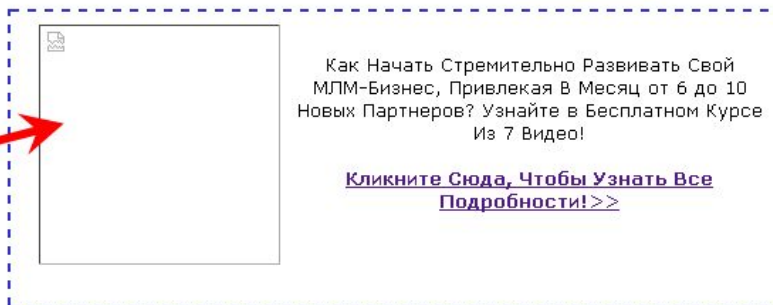 Как Начать Стремительно Развивать Свой
МЛМ-Бизнес, Привлекая В Месяц от 6 до 10
Новых Партнеров? Узнайте в Бесплатном Курсе
Из 7 Видео!
Кликните Сюда, Чтобы Узнать Все
Подробности!>>